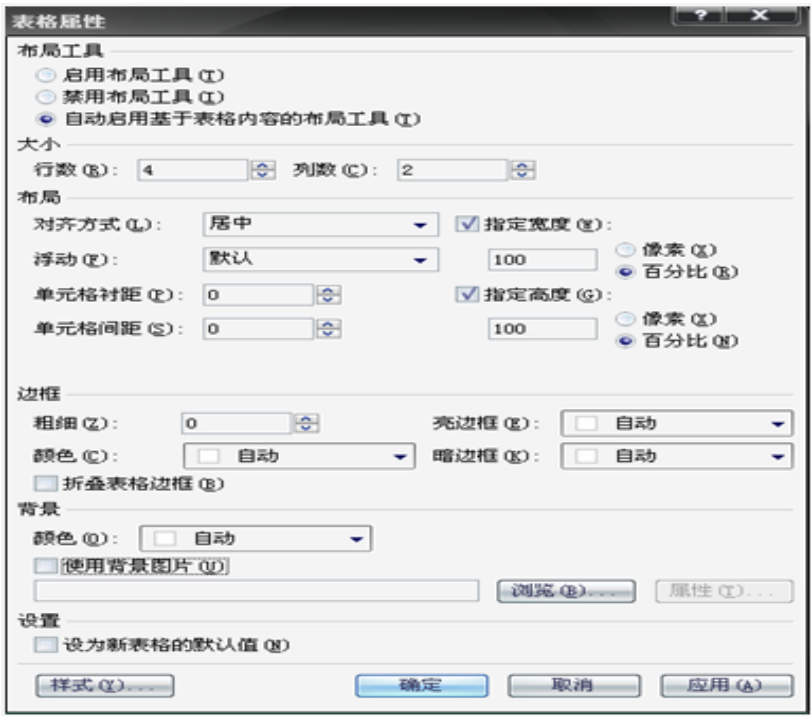 表格属性
布局工具
启用布局工具(T)
禁用布局工具(I)
自动启用基于表格内容的布局工具(T)
大小
行数(R): 4 列数(C): 2
布局
对齐方式(L): 居中 指定宽度(W):
浮动(F): 默认 100 像素(X)
百分比(R)
单元格衬距(P): 0 指定高度(G):
单元格间距(S): 0 100 像素(X)
百分比(N)
边框
粗细(Z): 0 亮边框(E): 自动
颜色(C): 自动 暗边框(K): 自动
折叠表格边框(B)
背景
颜色(O): 自动
使用背景图片(U)
浏览(B)... 属性(T)...
设置
设为新表格的默认值(N)
样式(Y)... 确定 取消 应用(A)